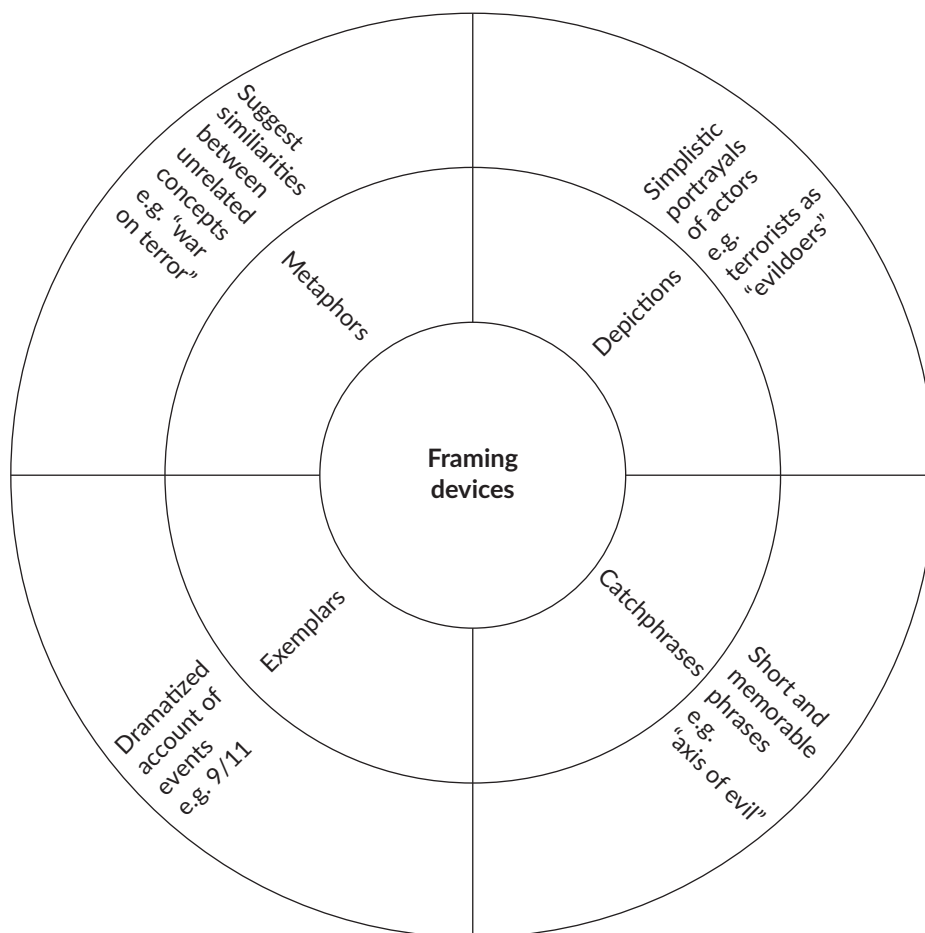 Suggest
similiarities
between
unrelated
concepts
e.g. “war
on terror”
Metaphors
Simplistic
portrayals
of actors
e.g.
terrorists as
“evildoers”
Depictions
Framing
devices
Exemplars
Dramatized
account of
events
e.g. 9/11
Catchphrases
Short and
memorable
phrases
e.g.
“axis of evil”